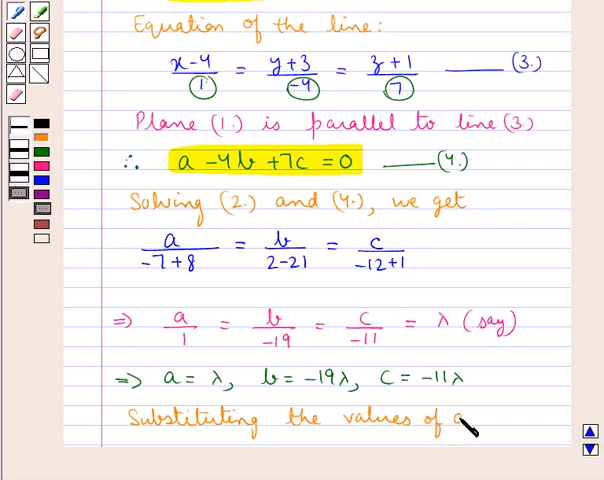 Equation of the line:
x-4/1 = y+3/-4 = z+1/7 —— (3.)
Plane (1.) is parallel to line (3.)
∴ a -4b +7c = 0 —— (4.)
Solving (2.) and (4.), we get
a/-7+8 = b/2-21 = c/-12+1
⇒ a/1 = b/-19 = c/-11 = λ (say)
⇒ a = λ, b = -19λ, c = -11λ
Substituting the values of a